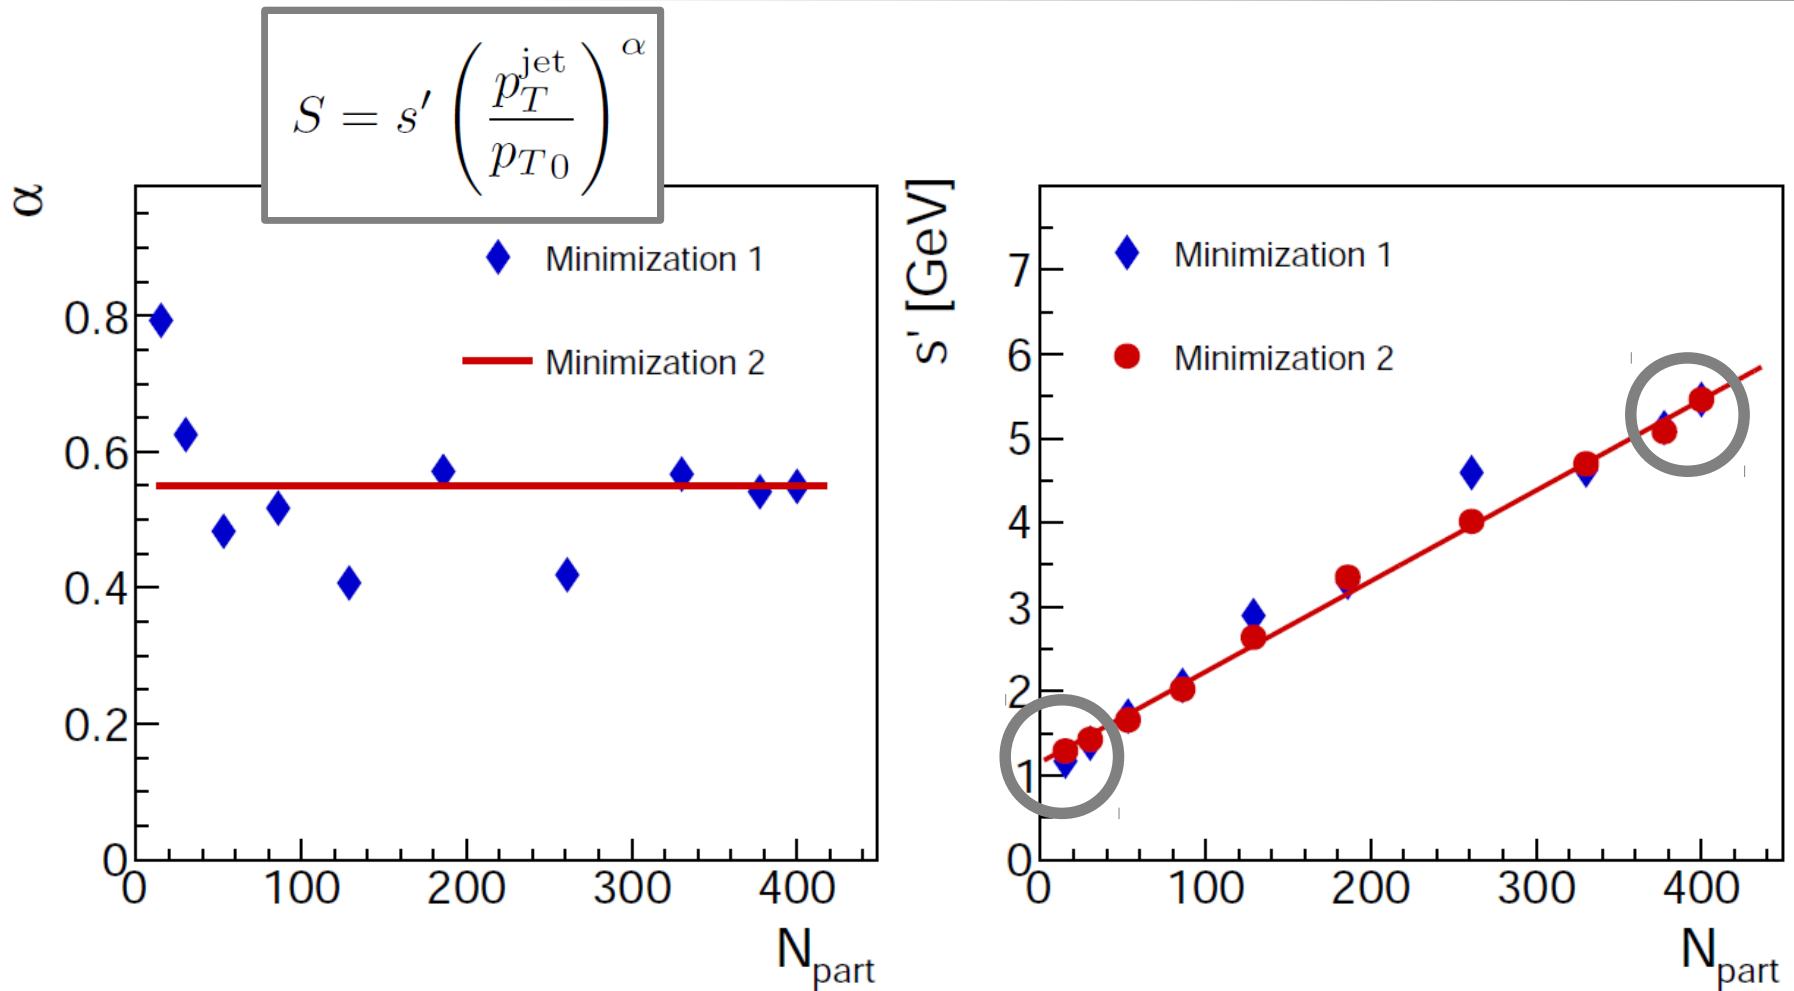 S = s′ ( p_T^jet / p_{T 0} )^α
α
Minimization 1
Minimization 2
0.8
0.6
0.4
0.2
0
0 100 200 300 400
N_part
s' [GeV]
Minimization 1
Minimization 2
7
6
5
4
3
2
1
0
0 100 200 300 400
N_part